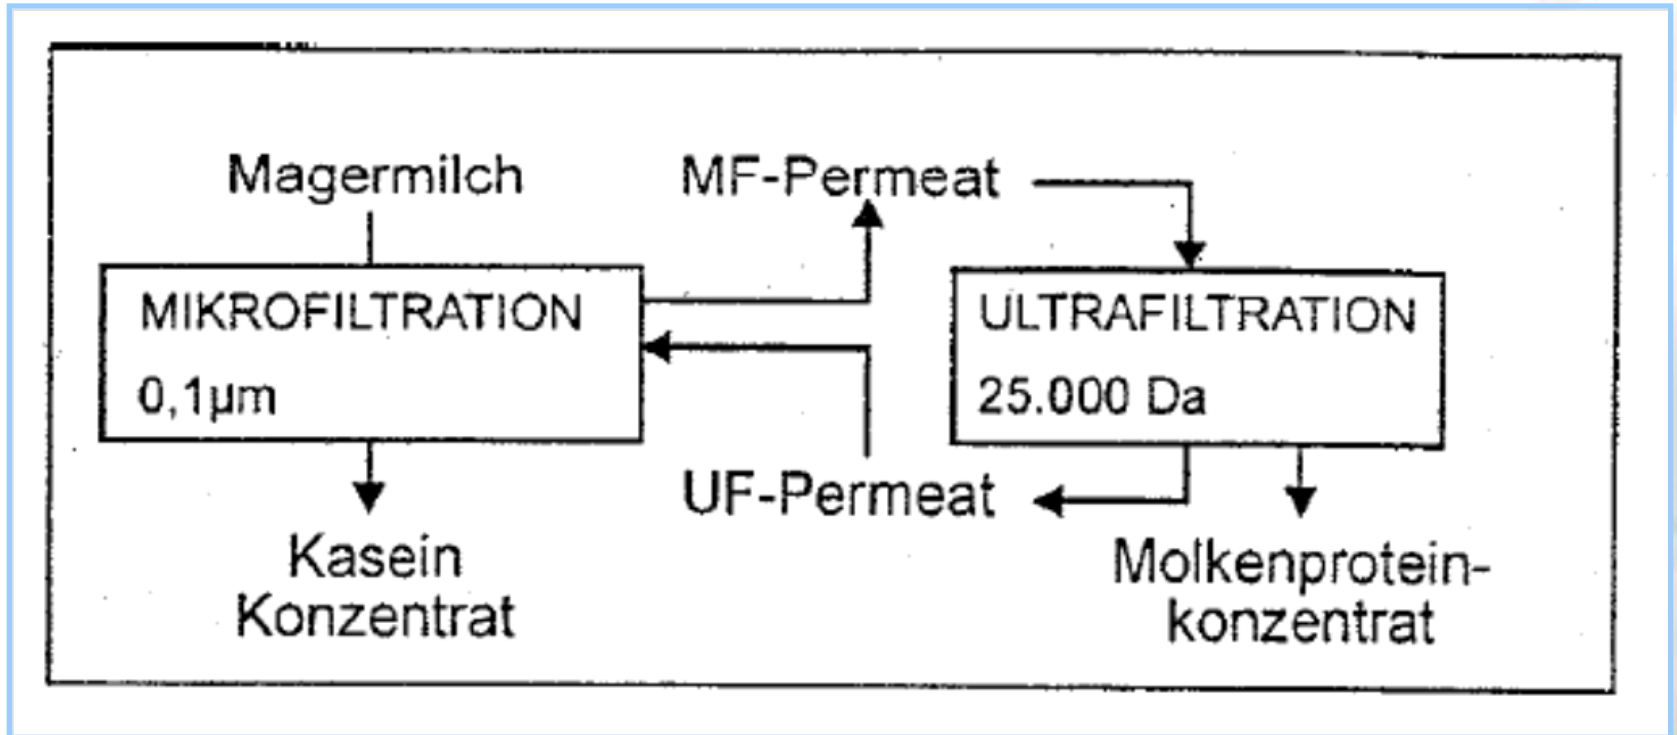 Magermilch
MF-Permeat
MIKROFILTRATION
0,1µm
ULTRAFILTRATION
25.000 Da
UF-Permeat
Kasein
Konzentrat
Molkenprotein-
konzentrat